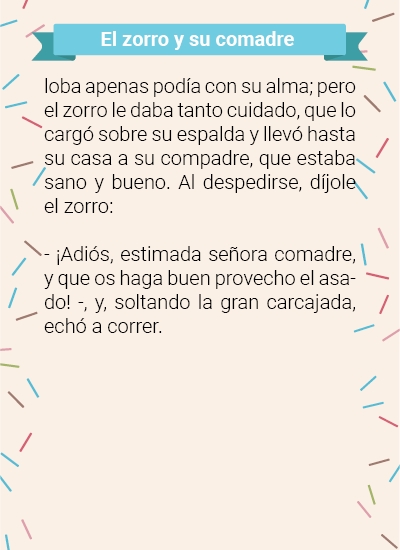 El zorro y su comadre
loba apenas podía con su alma; pero
el zorro le daba tanto cuidado, que lo
cargó sobre su espalda y llevó hasta
su casa a su compadre, que estaba
sano y bueno. Al despedirse, díjole
el zorro:
- ¡Adiós, estimada señora comadre,
y que os haga buen provecho el asa-
do! -, y, soltando la gran carcajada,
echó a correr.